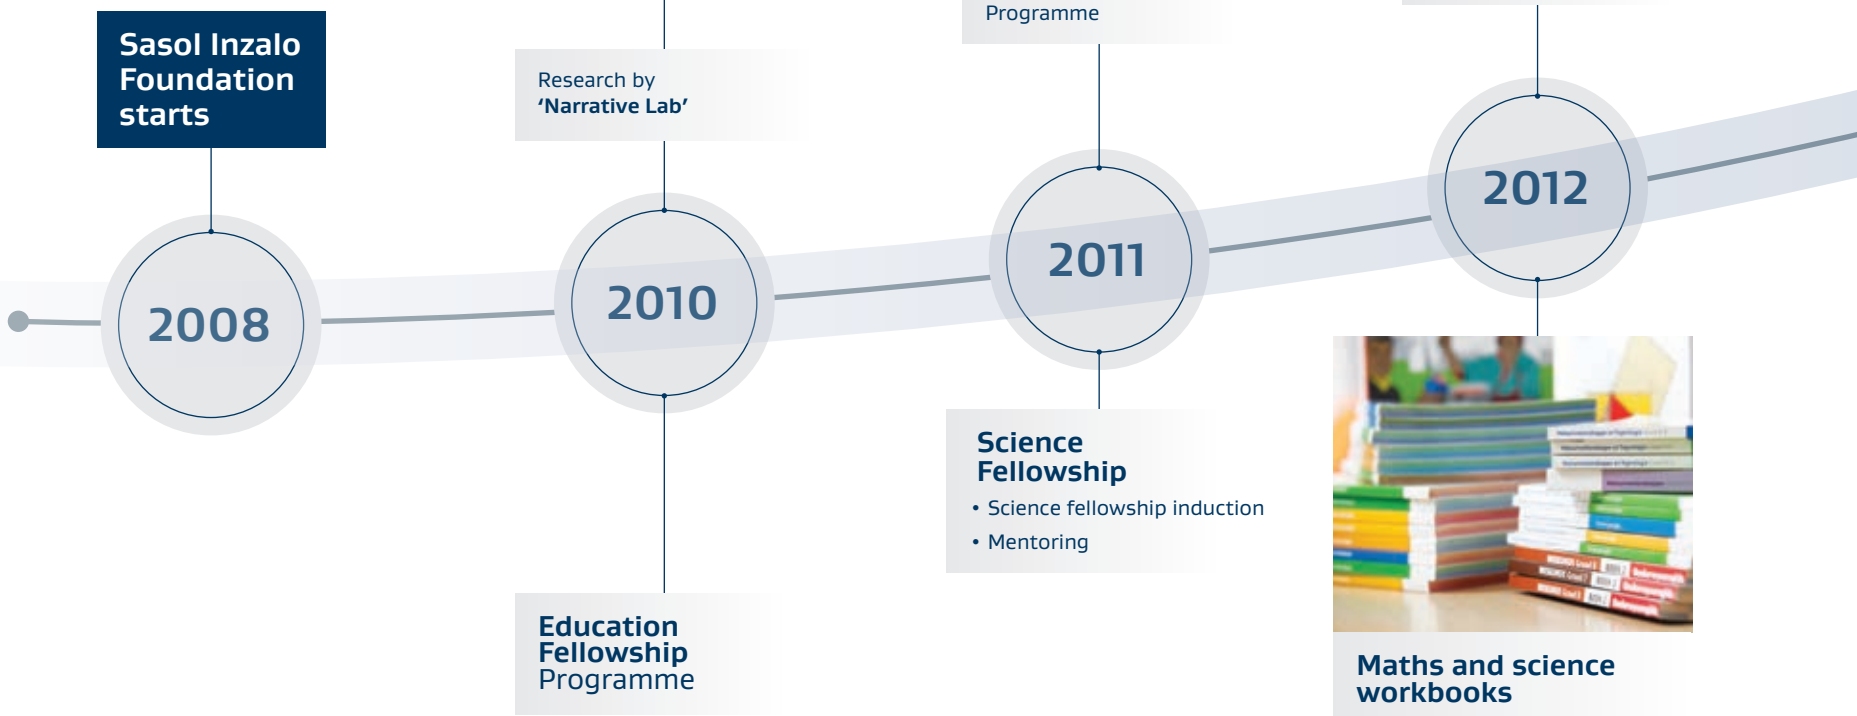 Sasol Inzalo
Foundation
starts
2008
Research by
‘Narrative Lab’
2010
Education
Fellowship
Programme
Programme
2011
Science
Fellowship
• Science fellowship induction
• Mentoring
2012
Maths and science
workbooks